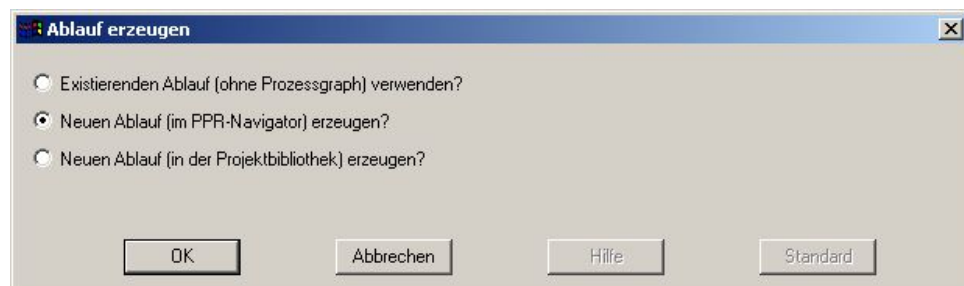 Ablauf erzeugen
Existierenden Ablauf (ohne Prozessgraph) verwenden?
Neuen Ablauf (im PPR-Navigator) erzeugen?
Neuen Ablauf (in der Projektbibliothek) erzeugen?
OK Abbrechen Hilfe Standard